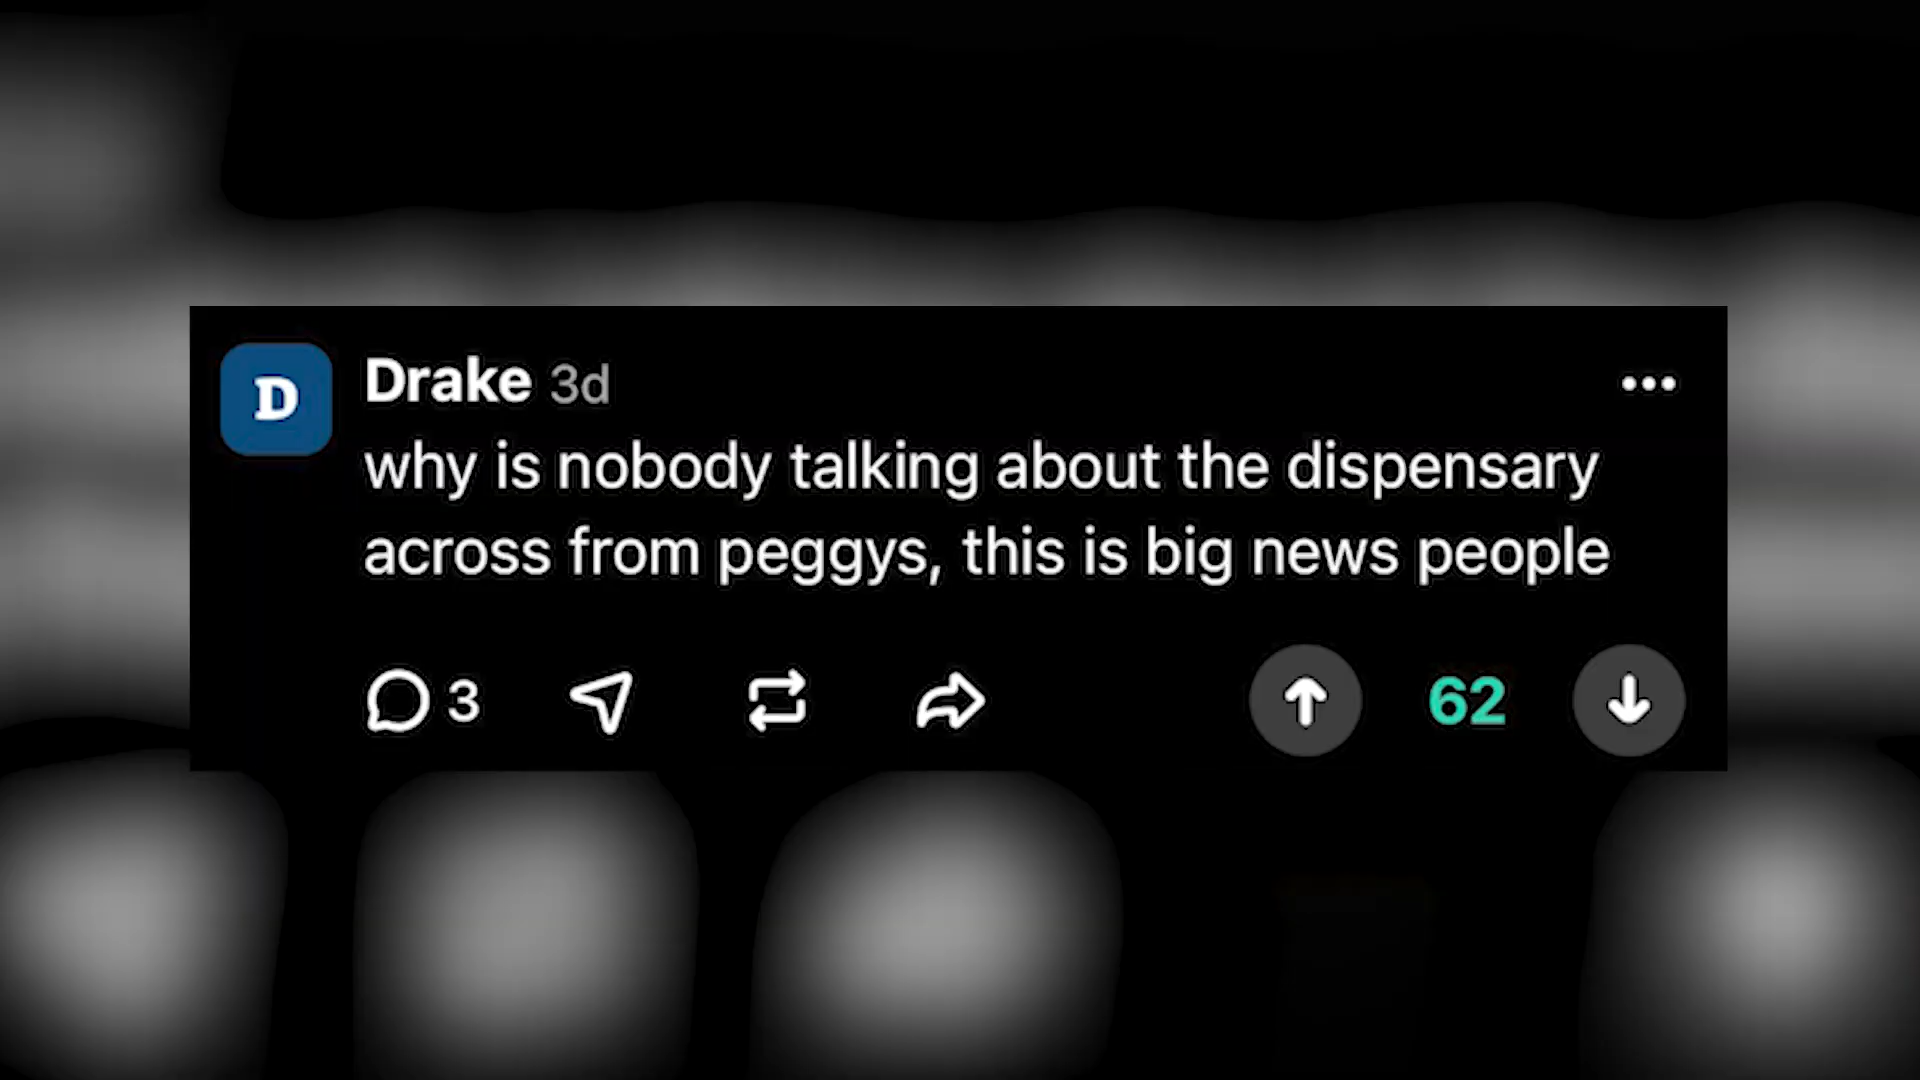 D
Drake 3d
why is nobody talking about the dispensary
across from peggys, this is big news people
3
62